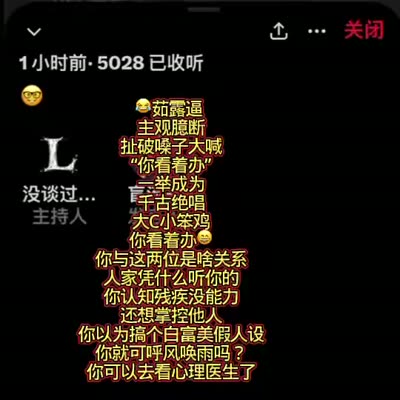 关闭
1小时前·5028 已收听
🤓
😂茹露逼
主观臆断
扯破嗓子大喊
“你看着办”
一举成为
千古绝唱
大C小笨鸡
你看着办😄
你与这两位是啥关系
人家凭什么听你的
你认知残疾没能力
还想掌控他人
你以为搞个白富美假人设
你就可呼风唤雨吗？
你可以去看心理医生了
L
没谈过...
主持人